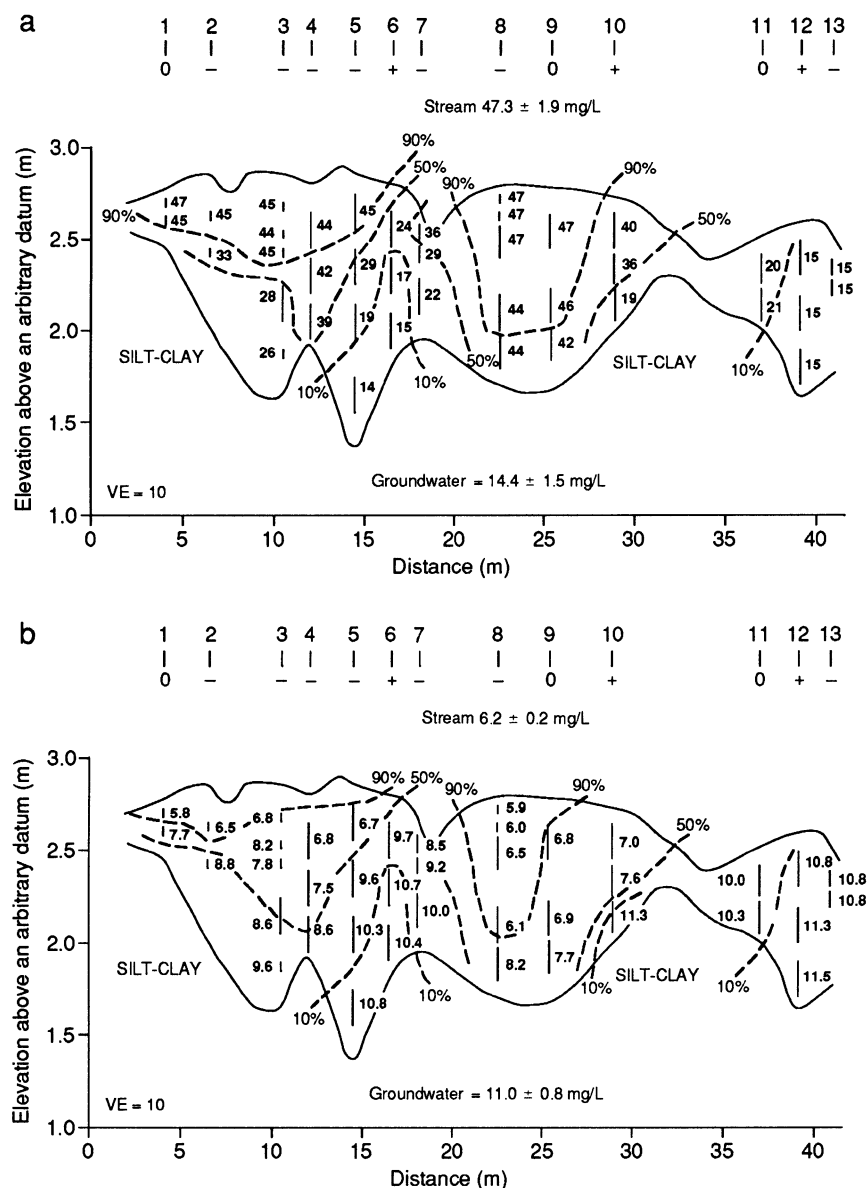 a
1 2 3 4 5 6 7 8 9 10 11 12 13
0 – – – – + – – 0 + 0 + –
Stream 47.3 ± 1.9 mg/L
Elevation above an arbitrary datum (m)
3.0
2.5
2.0
1.5
1.0
90% 50% 90% 90%
90% 47 45 45 45 24 36 47 40 50%
45 44 44 47 47
33 45 42 29 17 29 47 36 20 15 15
28 19 22 44 46 19 21 15 15
39 15 44 42
26 50%
SILT-CLAY 10% 14 10% SILT-CLAY 10% 15
VE = 10 Groundwater = 14.4 ± 1.5 mg/L
0 5 10 15 20 25 30 35 40
Distance (m)
b
1 2 3 4 5 6 7 8 9 10 11 12 13
0 – – – – + – – 0 + 0 + –
Stream 6.2 ± 0.2 mg/L
Elevation above an arbitrary datum (m)
3.0
2.5
2.0
1.5
1.0
90% 50% 90% 90%
5.8 6.5 6.8 6.8 6.7 9.7 8.5 5.9 6.8 7.0 50%
7.7 8.2 6.0
8.8 7.8 7.5 9.6 10.7 9.2 6.5 7.6 10.0 10.8 10.8
10.0 10.8
8.6 8.6 10.3 10.4 6.1 6.9 11.3 10.3 11.3
9.6 8.2 7.7
SILT-CLAY 10% 10.8 10% 10% SILT-CLAY 10% 11.5
VE = 10 Groundwater = 11.0 ± 0.8 mg/L
0 5 10 15 20 25 30 35 40
Distance (m)